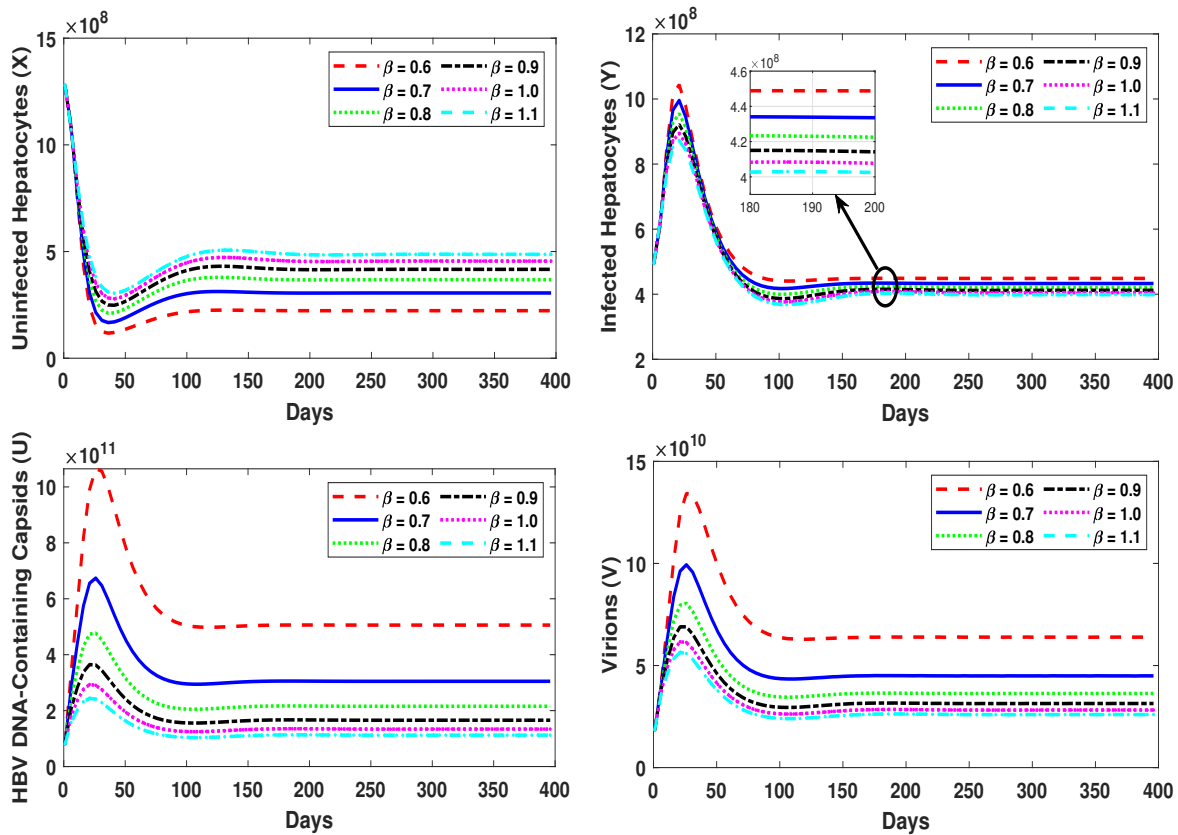 ×10^8
15
10
5
0
Uninfected Hepatocytes (X)
β = 0.6 β = 0.9
β = 0.7 β = 1.0
β = 0.8 β = 1.1
0 50 100 150 200 250 300 350 400
Days
×10^8
12
10
8
6
4
2
Infected Hepatocytes (Y)
β = 0.6 β = 0.9
β = 0.7 β = 1.0
β = 0.8 β = 1.1
×10^8
4.6
4.4
4.2
4
180 190 200
0 50 100 150 200 250 300 350 400
Days
×10^11
10
8
6
4
2
0
HBV DNA-Containing Capsids (U)
β = 0.6 β = 0.9
β = 0.7 β = 1.0
β = 0.8 β = 1.1
0 50 100 150 200 250 300 350 400
Days
×10^10
15
10
5
0
Virions (V)
β = 0.6 β = 0.9
β = 0.7 β = 1.0
β = 0.8 β = 1.1
0 50 100 150 200 250 300 350 400
Days